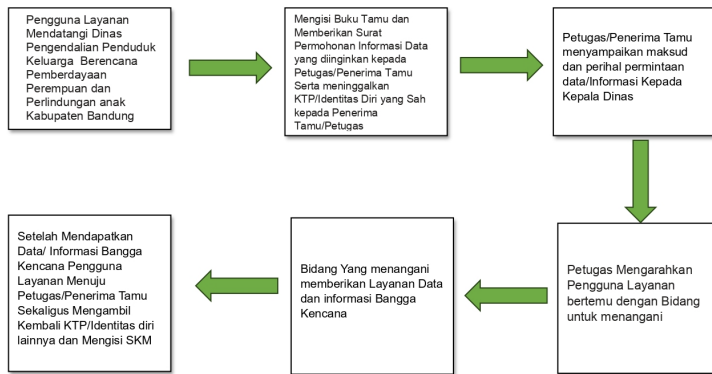 Pengguna Layanan
Mendatangi Dinas
Pengendalian Penduduk
Keluarga Berencana
Pemberdayaan
Perempuan dan
Perlindungan anak
Kabupaten Bandung
Mengisi Buku Tamu dan
Memberikan Surat
Permohonan Informasi Data
yang diinginkan kepada
Petugas/Penerima Tamu
Serta meninggalkan
KTP/Identitas Diri yang Sah
kepada Penerima
Tamu/Petugas
Petugas/Penerima Tamu
menyampaikan maksud
dan perihal permintaan
data/Informasi Kepada
Kepala Dinas
Petugas Mengarahkan
Pengguna Layanan
bertemu dengan Bidang
untuk menangani
Bidang Yang menangani
memberikan Layanan Data
dan informasi Bangga
Kencana
Setelah Mendapatkan
Data/ Informasi Bangga
Kencana Pengguna
Layanan Menuju
Petugas/Penerima Tamu
Sekaligus Mengambil
Kembali KTP/Identitas diri
lainnya dan Mengisi SKM